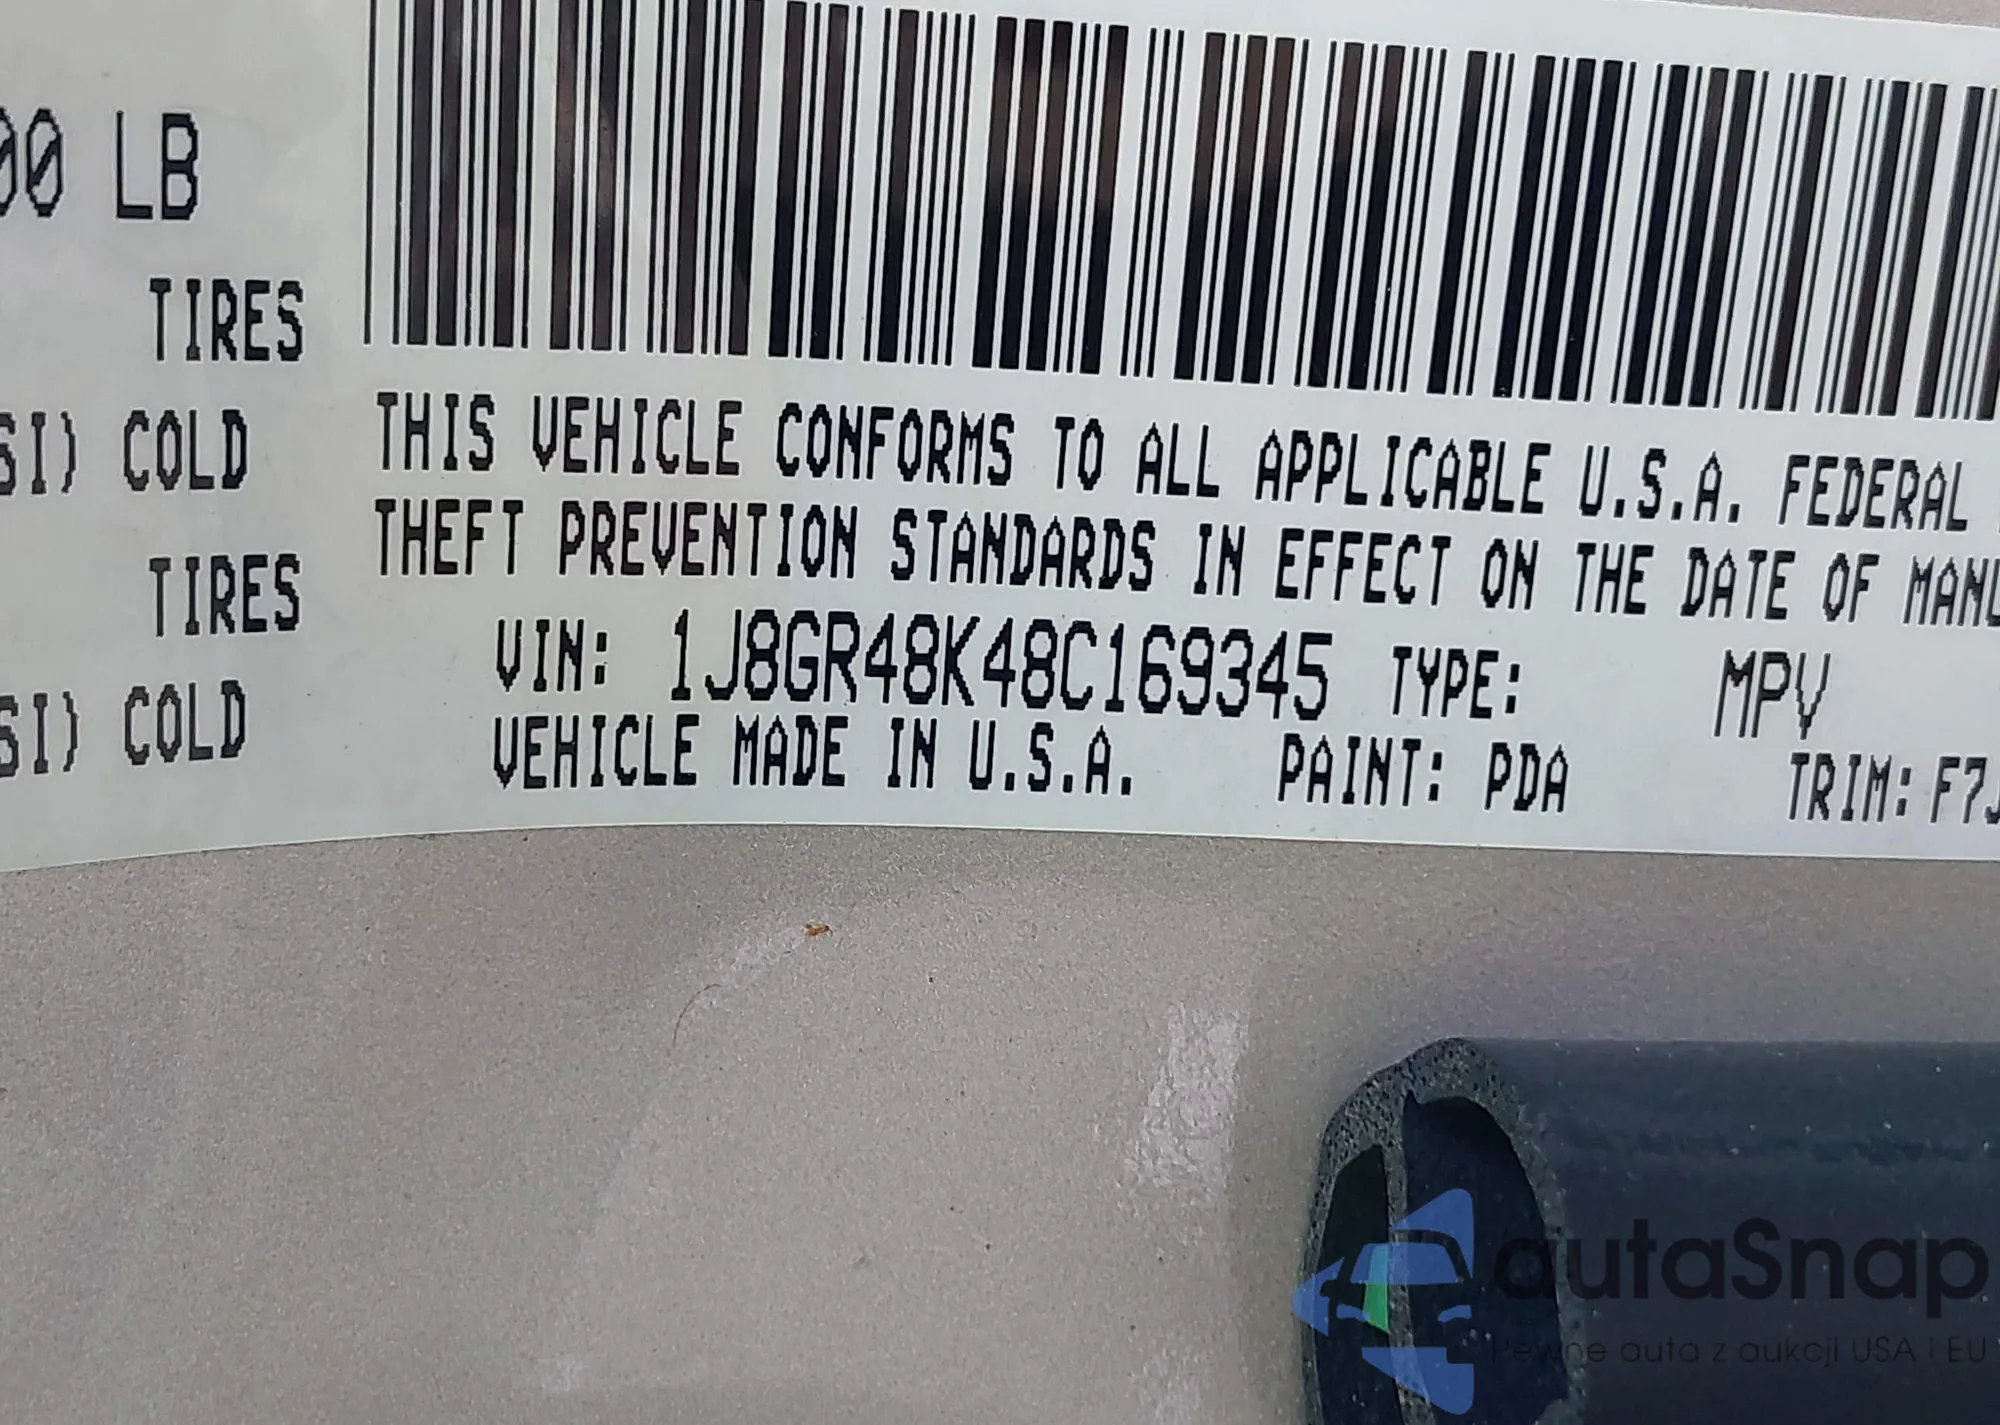 00 LB
TIRES
SI) COLD
TIRES
SI) COLD
THIS VEHICLE CONFORMS TO ALL APPLICABLE U.S.A. FEDERAL
THEFT PREVENTION STANDARDS IN EFFECT ON THE DATE OF MANU
VIN: 1J8GR48K48C169345 TYPE: MPV
VEHICLE MADE IN U.S.A. PAINT: PDA TRIM: F7J
autaSnap
Pewne auta z aukcji USA i EU